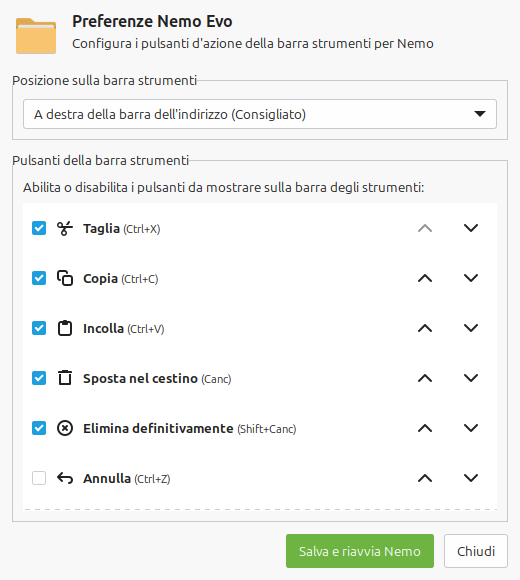 Preferenze Nemo Evo
Configura i pulsanti d'azione della barra strumenti per Nemo
Posizione sulla barra strumenti
A destra della barra dell'indirizzo (Consigliato)
Pulsanti della barra strumenti
Abilita o disabilita i pulsanti da mostrare sulla barra degli strumenti:
Taglia (Ctrl+X)
Copia (Ctrl+C)
Incolla (Ctrl+V)
Sposta nel cestino (Canc)
Elimina definitivamente (Shift+Canc)
Annulla (Ctrl+Z)
Salva e riavvia Nemo
Chiudi